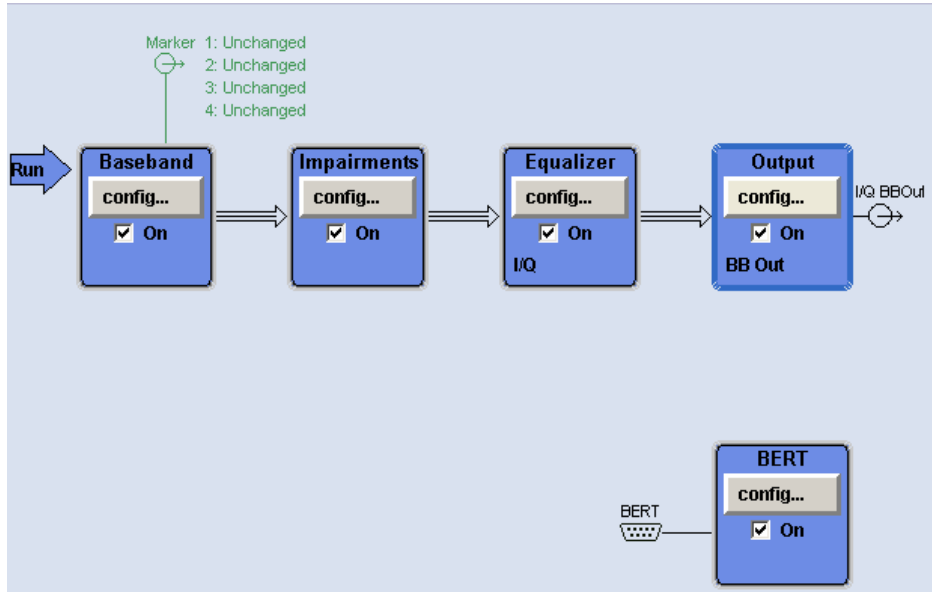 Marker 1: Unchanged
2: Unchanged
3: Unchanged
4: Unchanged
Run
Baseband
config...
On
Impairments
config...
On
Equalizer
config...
On
I/Q
Output
config...
On
BB Out
I/Q BBOut
BERT
BERT
config...
On